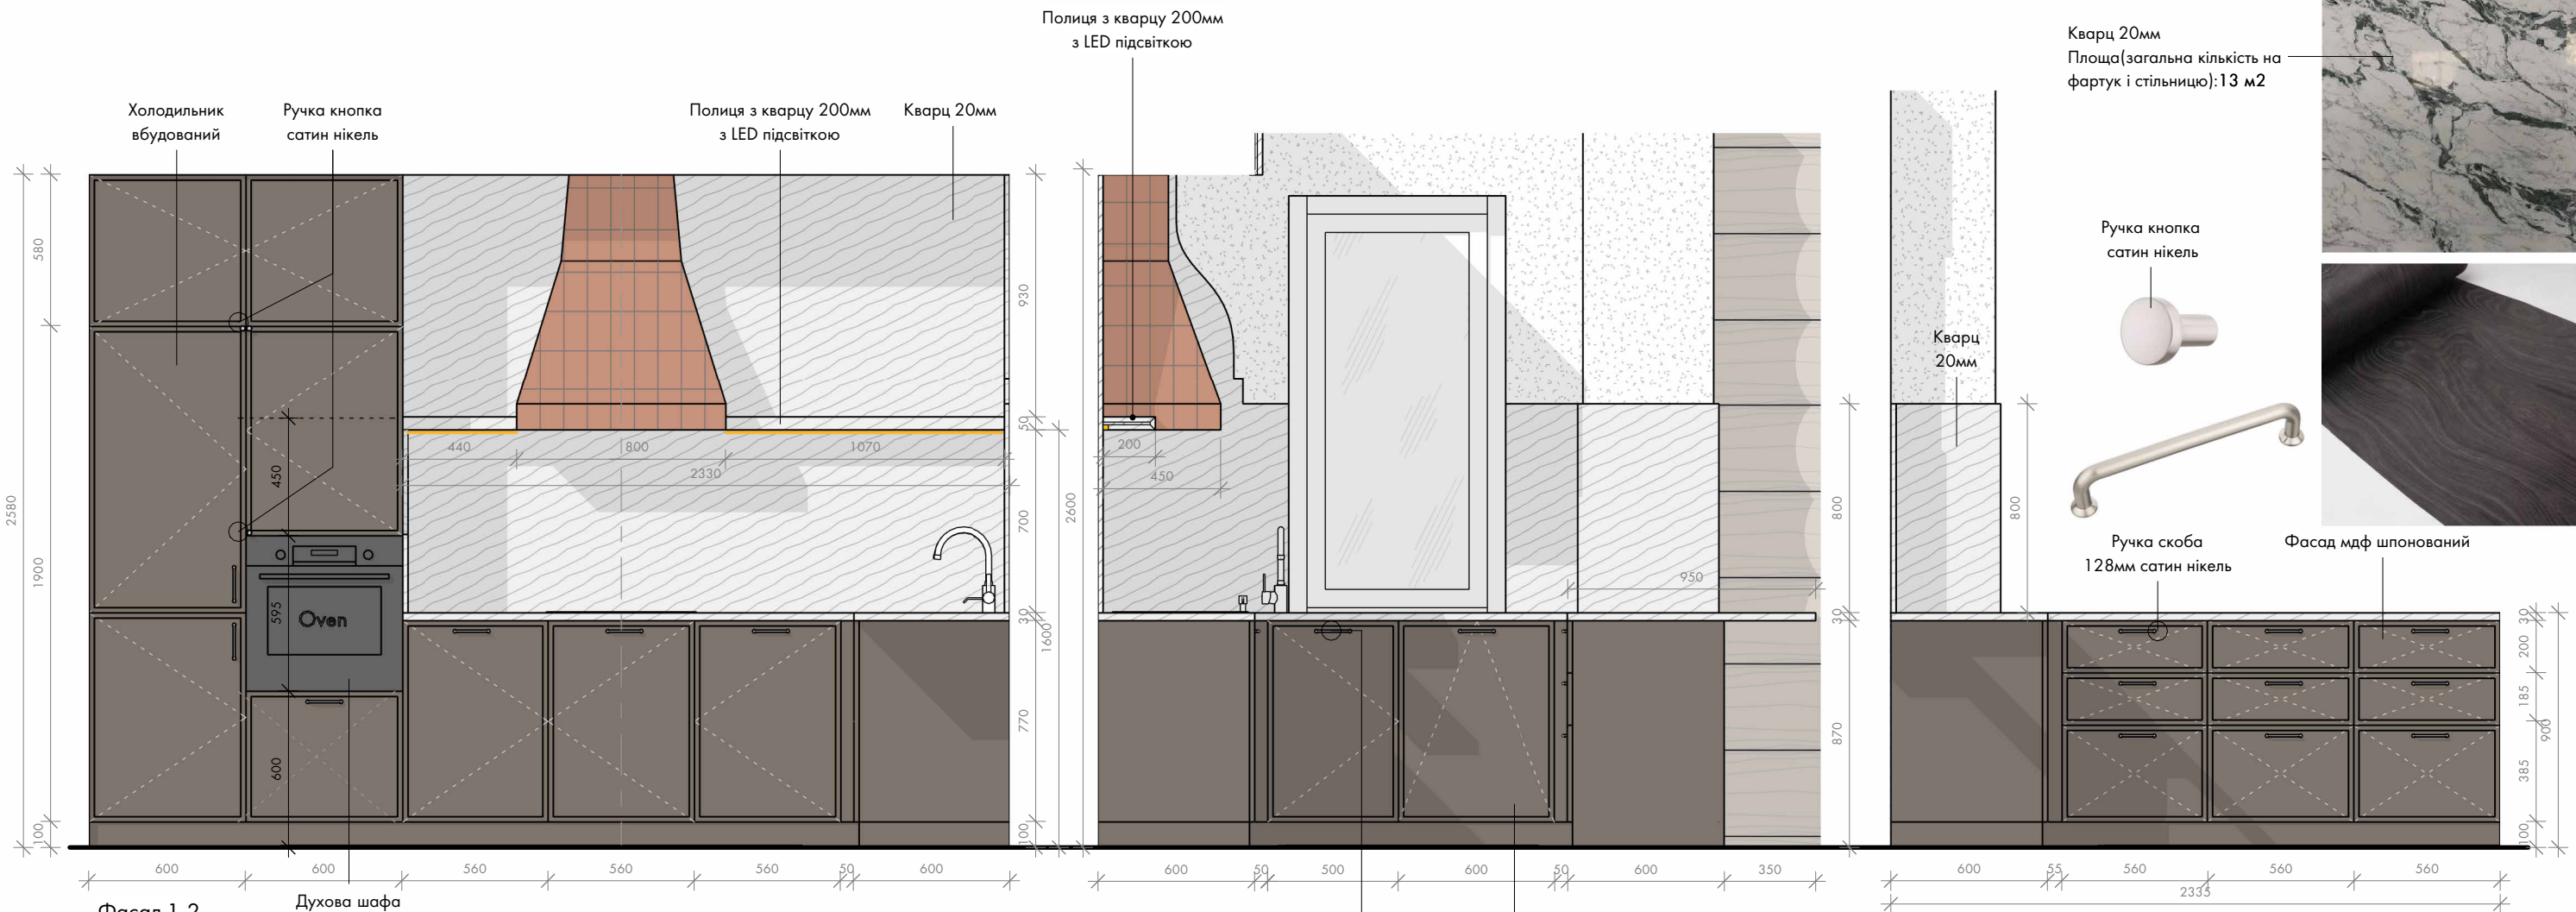 Полиця з кварцу 200мм
з LED підсвіткою
Кварц 20мм
Площа(загальна кількість на
фартук і стільницю):13 м2
Холодильник
вбудований
Ручка кнопка
сатин нікель
Полиця з кварцу 200мм
з LED підсвіткою
Кварц 20мм
Ручка кнопка
сатин нікель
Кварц
20мм
Ручка скоба
128мм сатин нікель
Фасад мдф шпонований
2580
580
1900
100
450
595
600
Oven
440
800
1070
2330
930
50
700
30
770
100
1600
2600
200
450
950
800
30
870
800
30
200
185
385
100
900
600
600
560
560
560
50
600
600
50
500
600
50
600
350
600
55
560
560
560
2335
Духова шафа
Фасад 1-2